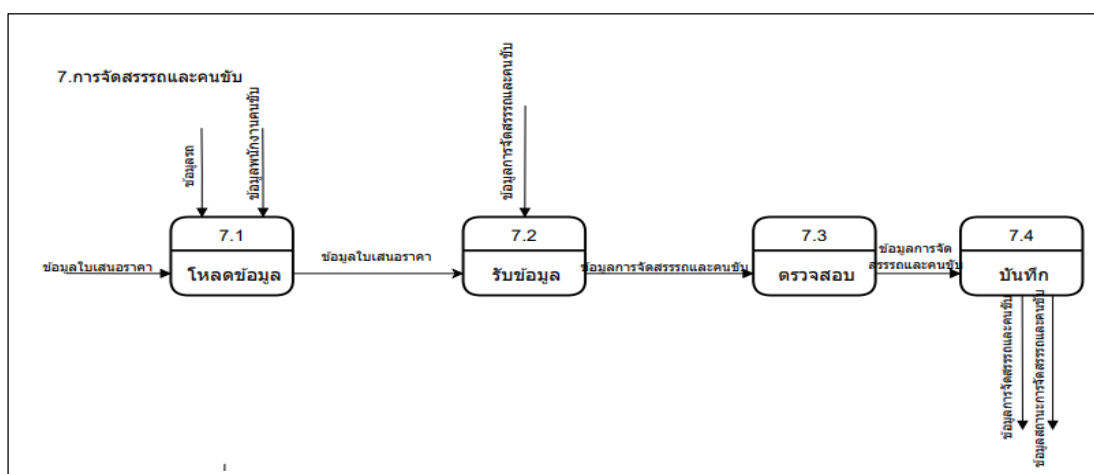 7.การจัดสรรรถและคนขับ
ข้อมูลรถ
ข้อมูลพนักงานคนขับ
ข้อมูลการจัดสรรรถและคนขับ
7.1
โหลดข้อมูล
7.2
รับข้อมูล
7.3
ตรวจสอบ
7.4
บันทึก
ข้อมูลใบเสนอราคา
ข้อมูลใบเสนอราคา
ข้อมูลการจัดสรรรถและคนขับ
ข้อมูลการจัด
สรรรถและคนขับ
ข้อมูลการจัดสรรรถและคนขับ
ข้อมูลสถานะการจัดสรรรถและคนขับ